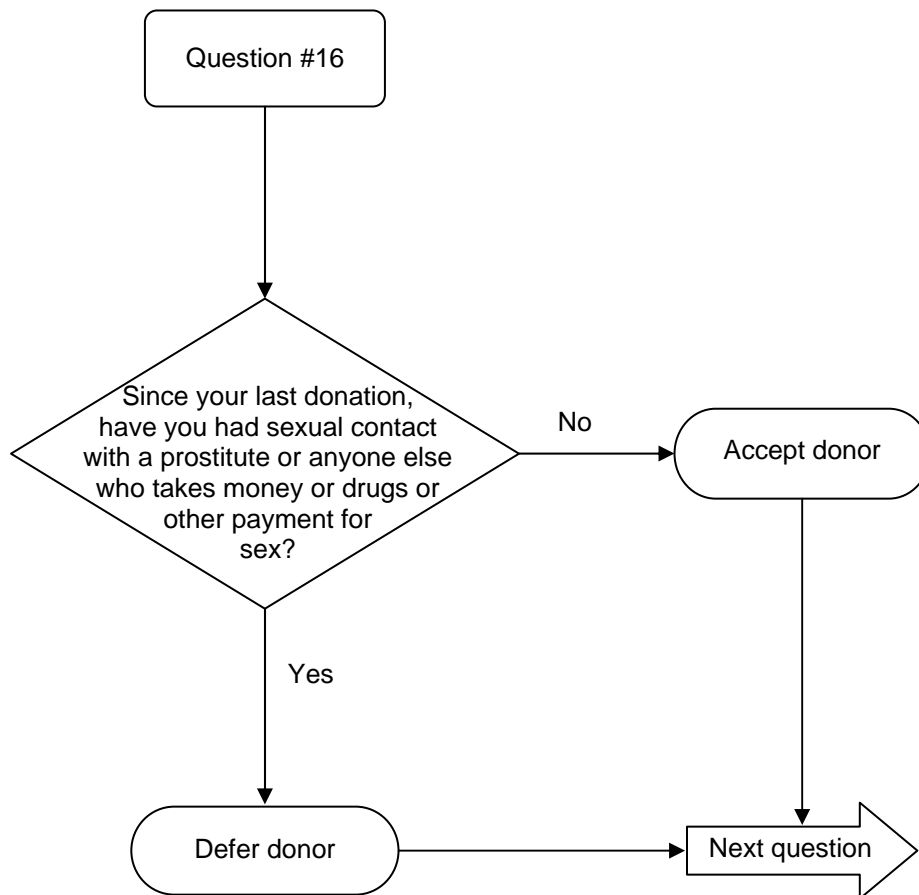 Question #16
Since your last donation,
have you had sexual contact
with a prostitute or anyone else
who takes money or drugs or
other payment for
sex?
No
Accept donor
Yes
Defer donor
Next question